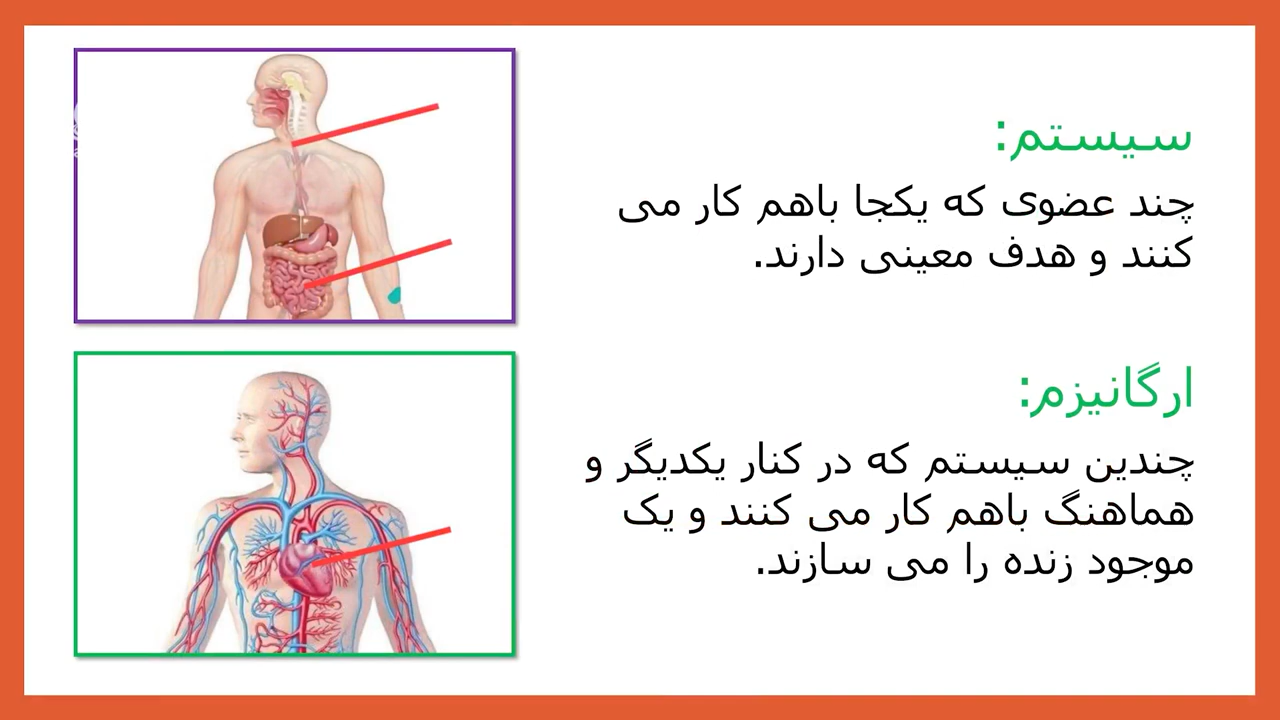 سیستم:
چند عضوی که یکجا باهم کار می
کنند و هدف معینی دارند.
ارگانیزم:
چندین سیستم که در کنار یکدیگر و
هماهنگ باهم کار می کنند و یک
موجود زنده را می سازند.